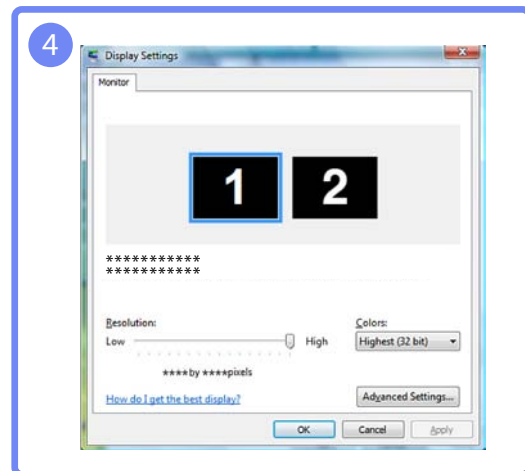 4
Display Settings
Monitor
1 2
***********
***********
Resolution: Colors:
Low High Highest (32 bit)
**** by **** pixels
How do I get the best display? Advanced Settings...
OK Cancel Apply